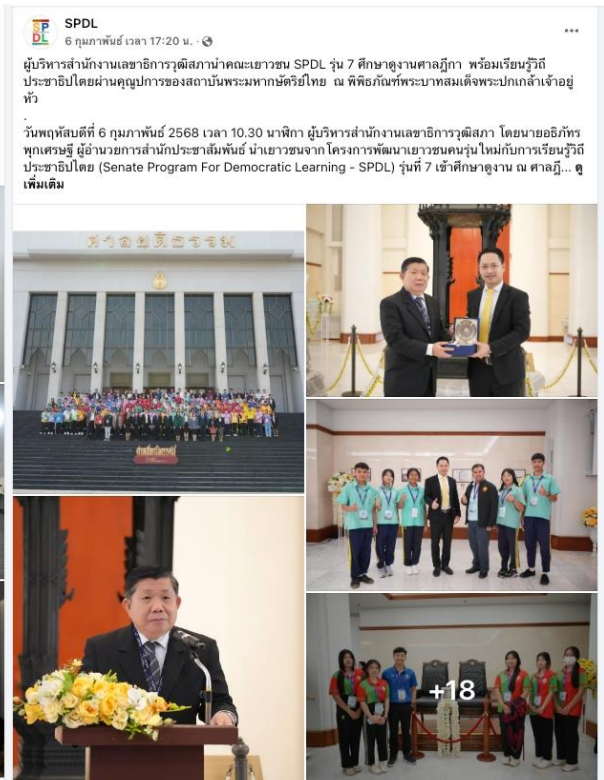 SPDL
6 กุมภาพันธ์ เวลา 17:20 น. ·
ผู้บริหารสำนักงานเลขาธิการวุฒิสภานำคณะเยาวชน SPDL รุ่น 7 ศึกษาดูงานศาลฎีกา พร้อมเรียนรู้วิถี
ประชาธิปไตยผ่านคุณูปการของสถาบันพระมหากษัตริย์ไทย ณ พิพิธภัณฑ์พระบาทสมเด็จพระปกเกล้าเจ้าอยู่
หัว
.
วันพฤหัสบดีที่ 6 กุมภาพันธ์ 2568 เวลา 10.30 นาฬิกา ผู้บริหารสำนักงานเลขาธิการวุฒิสภา โดยนายอธิภัทร
พุกเศรษฐี ผู้อำนวยการสำนักประชาสัมพันธ์ นำเยาวชนจากโครงการพัฒนาเยาวชนคนรุ่นใหม่กับการเรียนรู้วิถี
ประชาธิปไตย (Senate Program For Democratic Learning - SPDL) รุ่นที่ 7 เข้าศึกษาดูงาน ณ ศาลฎี... ดู
เพิ่มเติม
ศาลยุติธรรม
+18